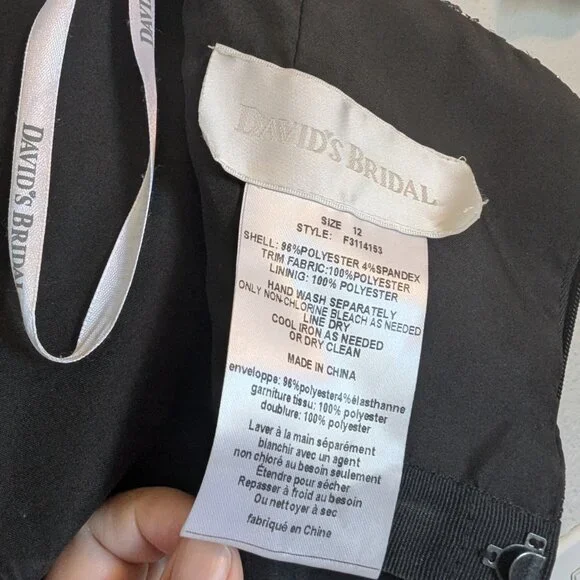 DAVID'S BRIDAL
DAVID'S BRIDAL
SIZE 12
STYLE: F3114153
SHELL: 96%POLYESTER 4%SPANDEX
TRIM FABRIC:100%POLYESTER
LINING: 100% POLYESTER
HAND WASH SEPARATELY
ONLY NON-CHLORINE BLEACH AS NEEDED
LINE DRY
COOL IRON AS NEEDED
OR DRY CLEAN
MADE IN CHINA
enveloppe: 96%polyester4%élasthanne
garniture tissu: 100% polyester
doublure: 100% polyester
Laver à la main séparément
blanchir avec un agent
non chloré au besoin seulement
Étendre pour sécher
Repasser à froid au besoin
Ou nettoyer à sec
fabriqué en Chine